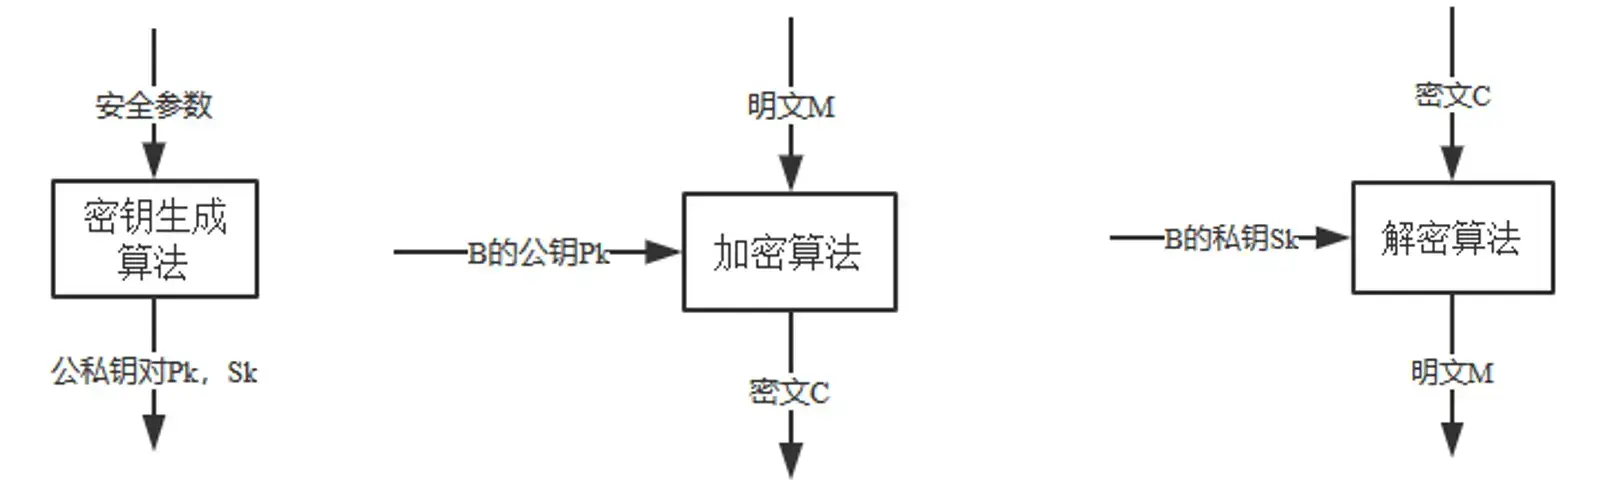 安全参数
密钥生成
算法
公私钥对Pk，Sk
明文M
B的公钥Pk
加密算法
密文C
密文C
B的私钥Sk
解密算法
明文M